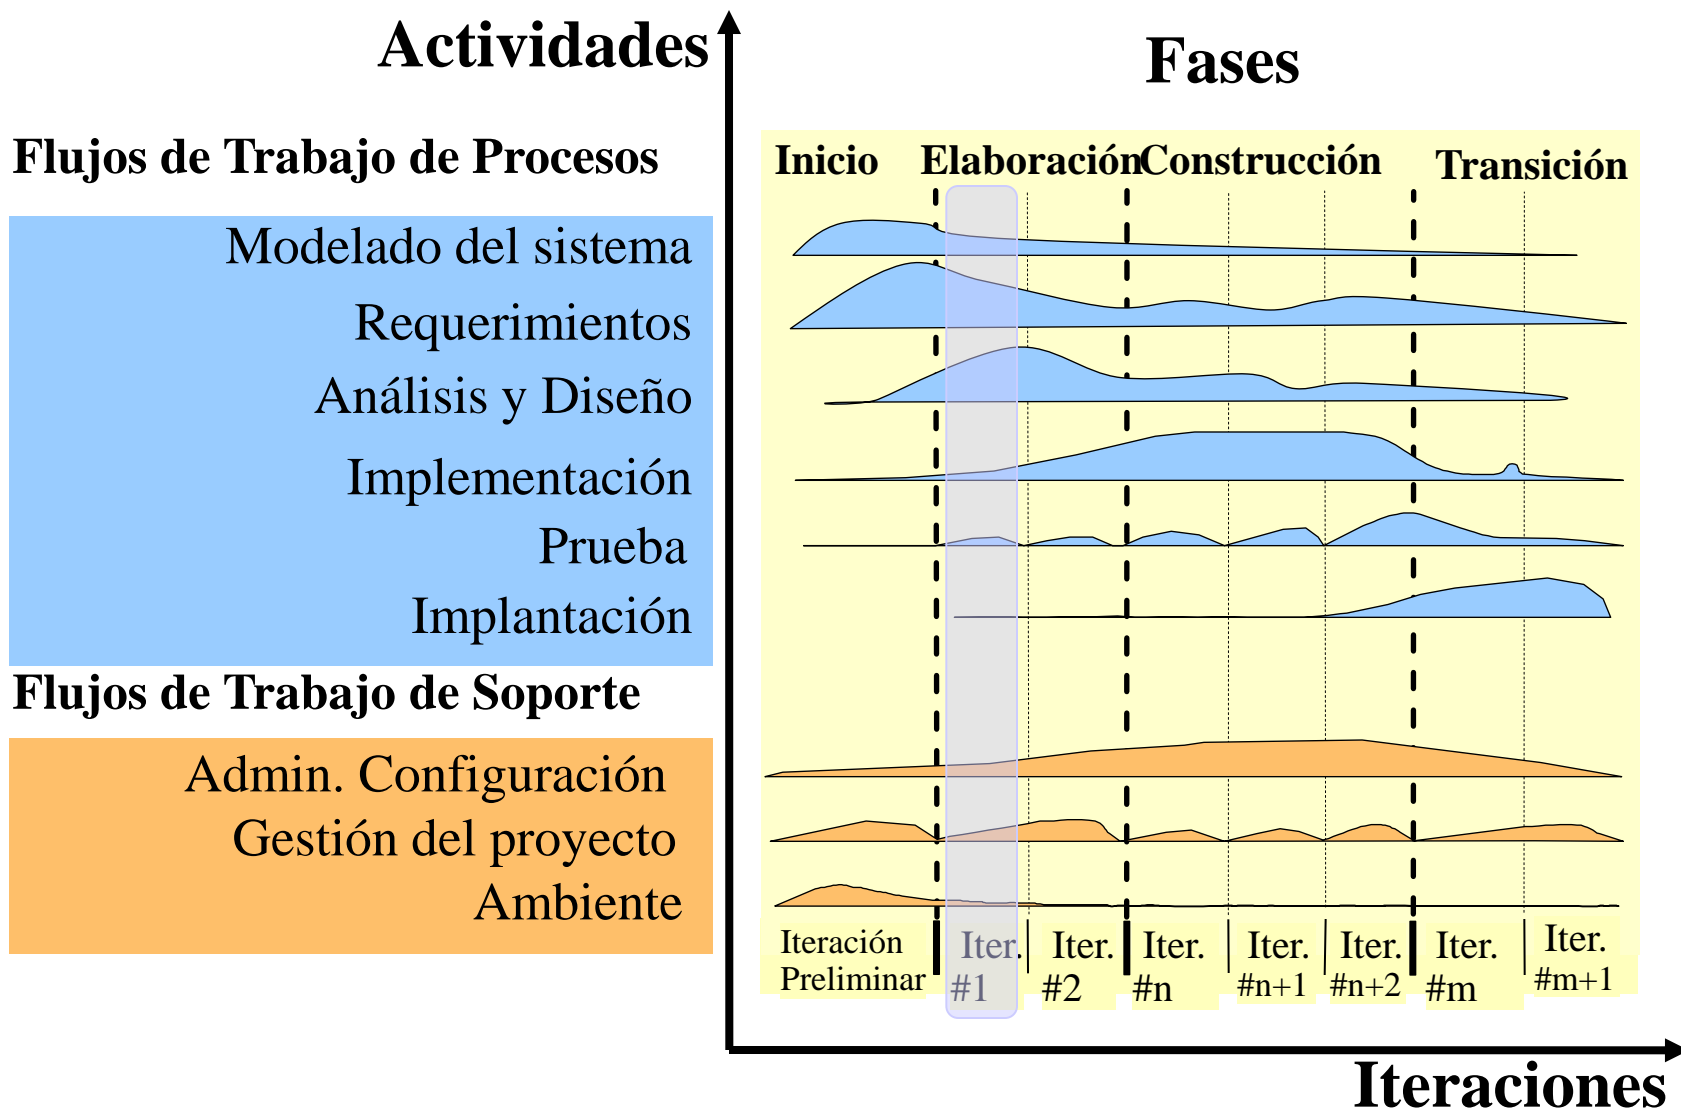 Actividades
Fases
Flujos de Trabajo de Procesos
Inicio Elaboración Construcción Transición
Modelado del sistema
Requerimientos
Análisis y Diseño
Implementación
Prueba
Implantación
Flujos de Trabajo de Soporte
Admin. Configuración
Gestión del proyecto
Ambiente
Iteración
Preliminar
Iter.
#1
Iter.
#2
Iter.
#n
Iter.
#n+1
Iter.
#n+2
Iter.
#m
Iter.
#m+1
Iteraciones